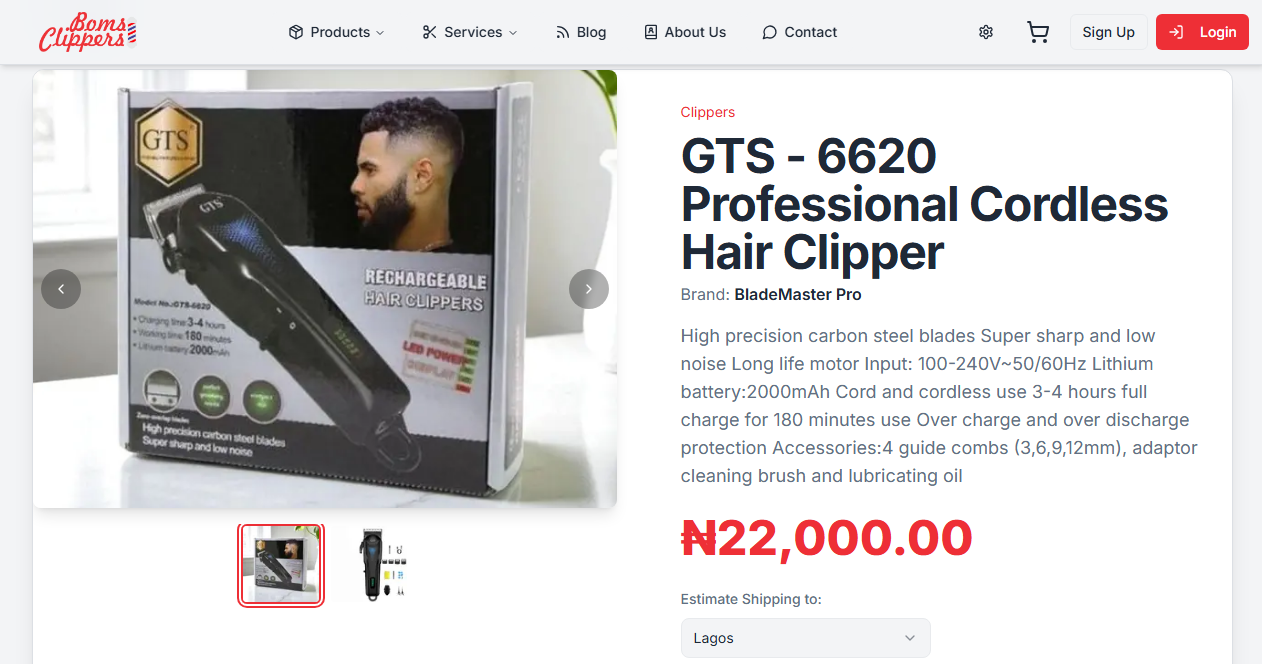 Boms
Clippers
Products
Services
Blog
About Us
Contact
Sign Up
Login
GTS
GTS
RECHARGEABLE
HAIR CLIPPERS
Model No.:GTS-6620
• Charging time:3-4 hours
• Working time:180 minutes
• Lithium battery:2000mAh
LED POWER
DISPLAY
Zero-overlap blades
High precision carbon steel blades
Super sharp and low noise
Clippers
GTS - 6620
Professional Cordless
Hair Clipper
Brand: BladeMaster Pro
High precision carbon steel blades Super sharp and low
noise Long life motor Input: 100-240V~50/60Hz Lithium
battery:2000mAh Cord and cordless use 3-4 hours full
charge for 180 minutes use Over charge and over discharge
protection Accessories:4 guide combs (3,6,9,12mm), adaptor
cleaning brush and lubricating oil
₦22,000.00
Estimate Shipping to:
Lagos